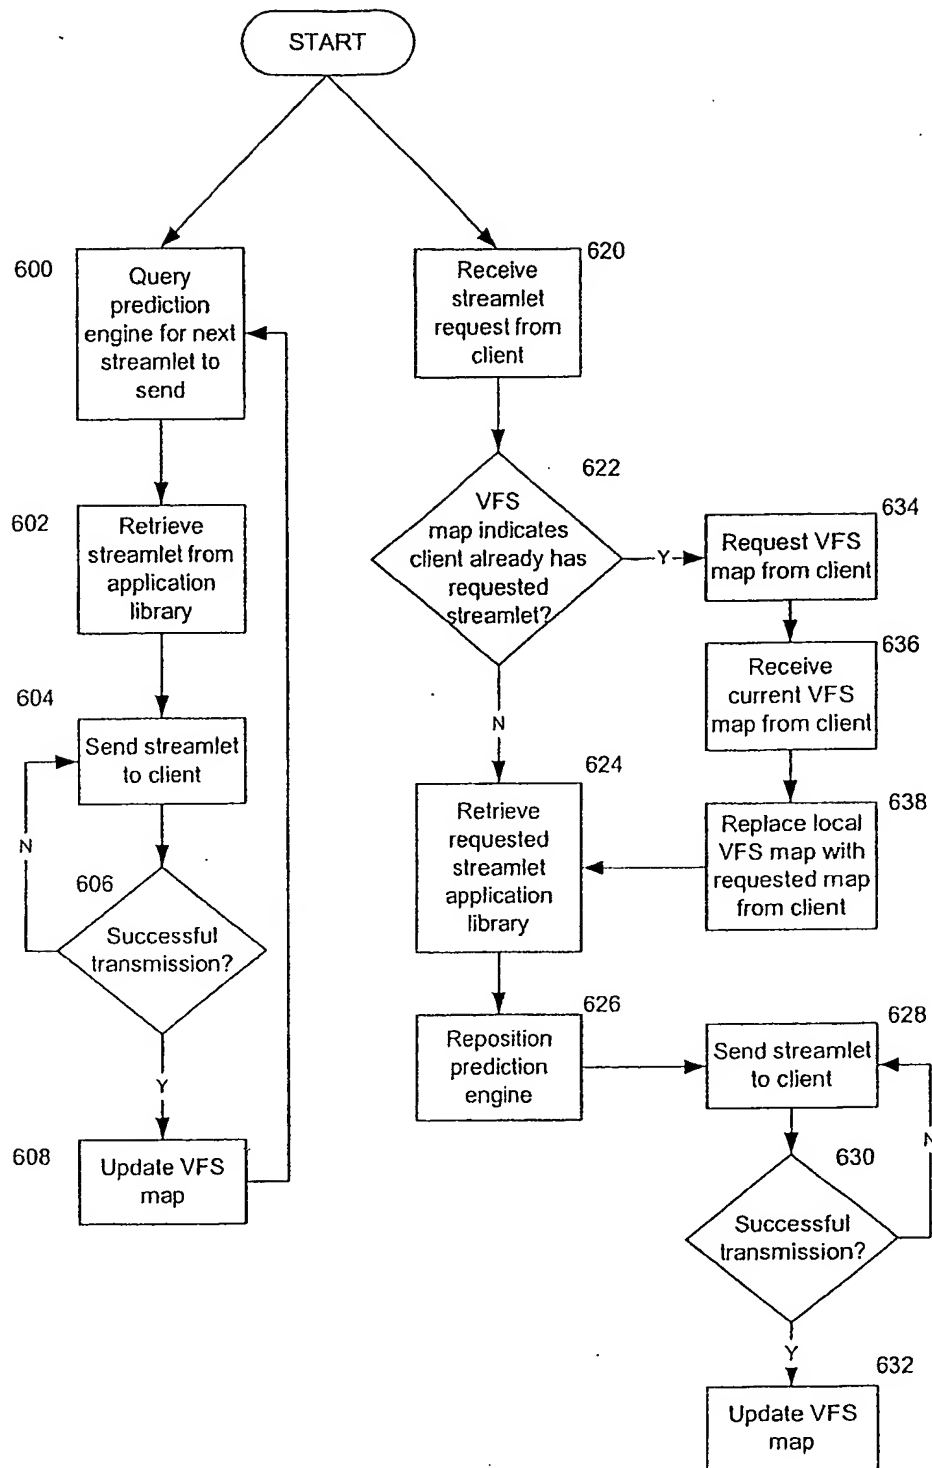 START
600
Query
prediction
engine for next
streamlet to
send
602
Retrieve
streamlet from
application
library
604
Send streamlet
to client
N
606
Successful
transmission?
Y
608
Update VFS
map
620
Receive
streamlet
request from
client
622
VFS
map indicates
client already has
requested
streamlet?
Y
N
634
Request VFS
map from client
636
Receive
current VFS
map from client
638
Replace local
VFS map with
requested map
from client
624
Retrieve
requested
streamlet
application
library
626
Reposition
prediction
engine
628
Send streamlet
to client
N
630
Successful
transmission?
Y
632
Update VFS
map